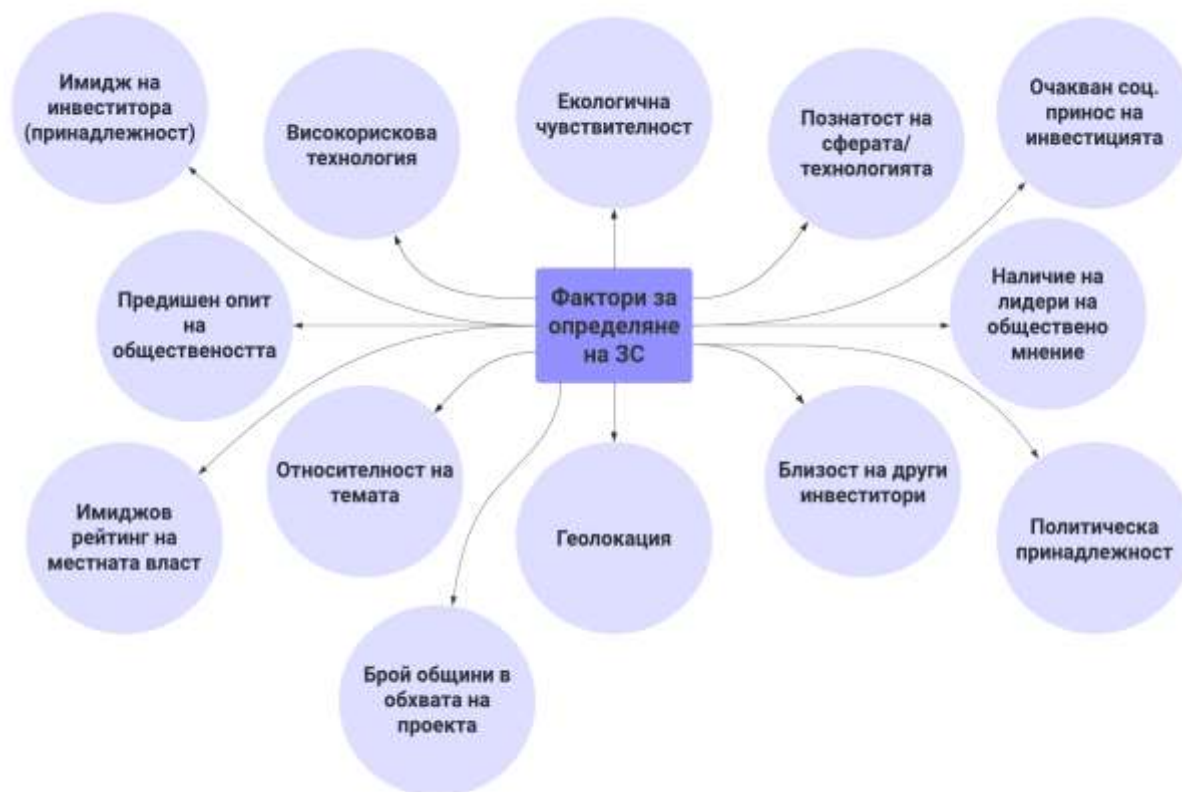 Имидж на
инвеститора
(принадлежност)
Високорискова
технология
Екологична
чувствителност
Познатост на
сферата/
технологията
Очакван соц.
принос на
инвестицията
Предишен опит
на
обществеността
Фактори за
определяне
на ЗС
Наличие на
лидери на
обществено
мнение
Имиджов
рейтинг на
местната власт
Относителност на
темата
Геолокация
Близост на други
инвеститори
Политическа
принадлежност
Брой общини в
обхвата на
проекта